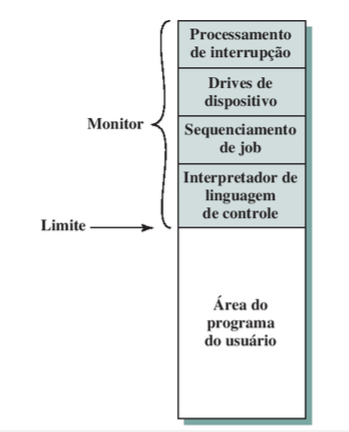 Processamento
de interrupção
Drives de
dispositivo
Monitor
Sequenciamento
de job
Interpretador de
linguagem
de controle
Limite
Área do
programa
do usuário